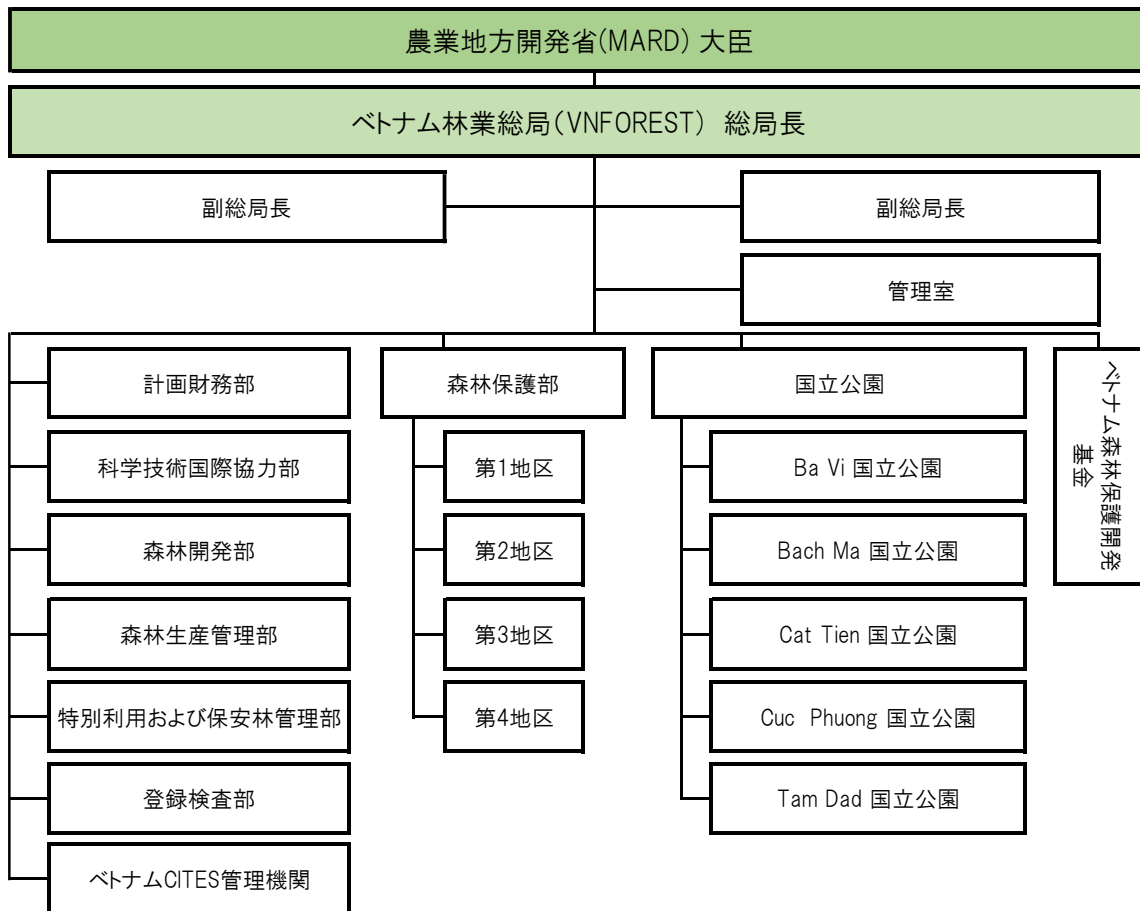 農業地方開発省(MARD) 大臣
ベトナム林業総局(VNFOREST) 総局長
副総局長
副総局長
管理室
計画財務部
科学技術国際協力部
森林開発部
森林生産管理部
特別利用および保安林管理部
登録検査部
ベトナムCITES管理機関
森林保護部
第1地区
第2地区
第3地区
第4地区
国立公園
Ba Vi 国立公園
Bach Ma 国立公園
Cat Tien 国立公園
Cuc Phuong 国立公園
Tam Dad 国立公園
ベトナム森林保護開発
基金